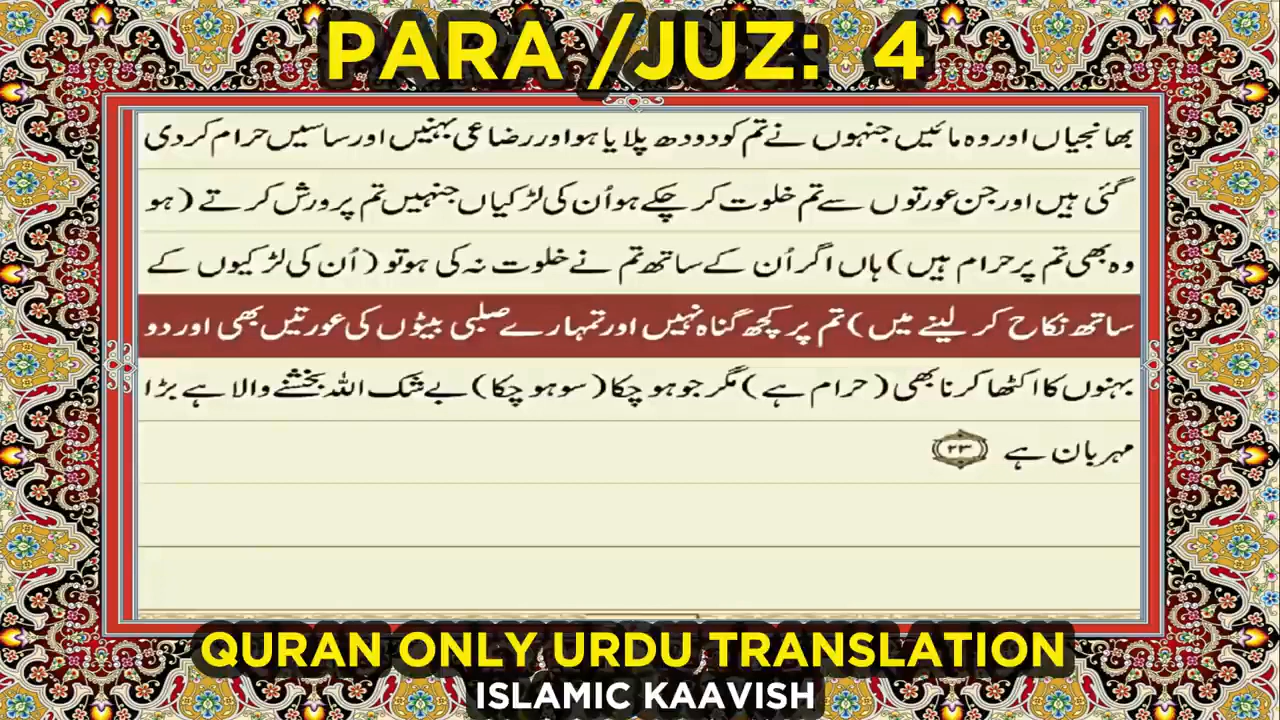 PARA /JUZ: 4
بھانجیاں اور وہ مائیں جنہوں نے تم کو دودھ پلایا ہو اور رضاعی بہنیں اور ساسیں حرام کر دی
گئی ہیں اور جن عورتوں سے تم خلوت کر چکے ہو اُن کی لڑکیاں جنہیں تم پرورش کرتے (ہو
وہ بھی تم پر حرام ہیں) ہاں اگر اُن کے ساتھ تم نے خلوت نہ کی ہو تو (اُن کی لڑکیوں کے
ساتھ نکاح کر لینے میں) تم پر کچھ گناہ نہیں اور تمہارے صلبی بیٹوں کی عورتیں بھی اور دو
بہنوں کا اکٹھا کرنا بھی (حرام ہے) مگر جو ہو چکا (سو ہو چکا) بے شک اللہ بخشنے والا ہے بڑا
مہربان ہے ۲۳
QURAN ONLY URDU TRANSLATION
ISLAMIC KAAVISH